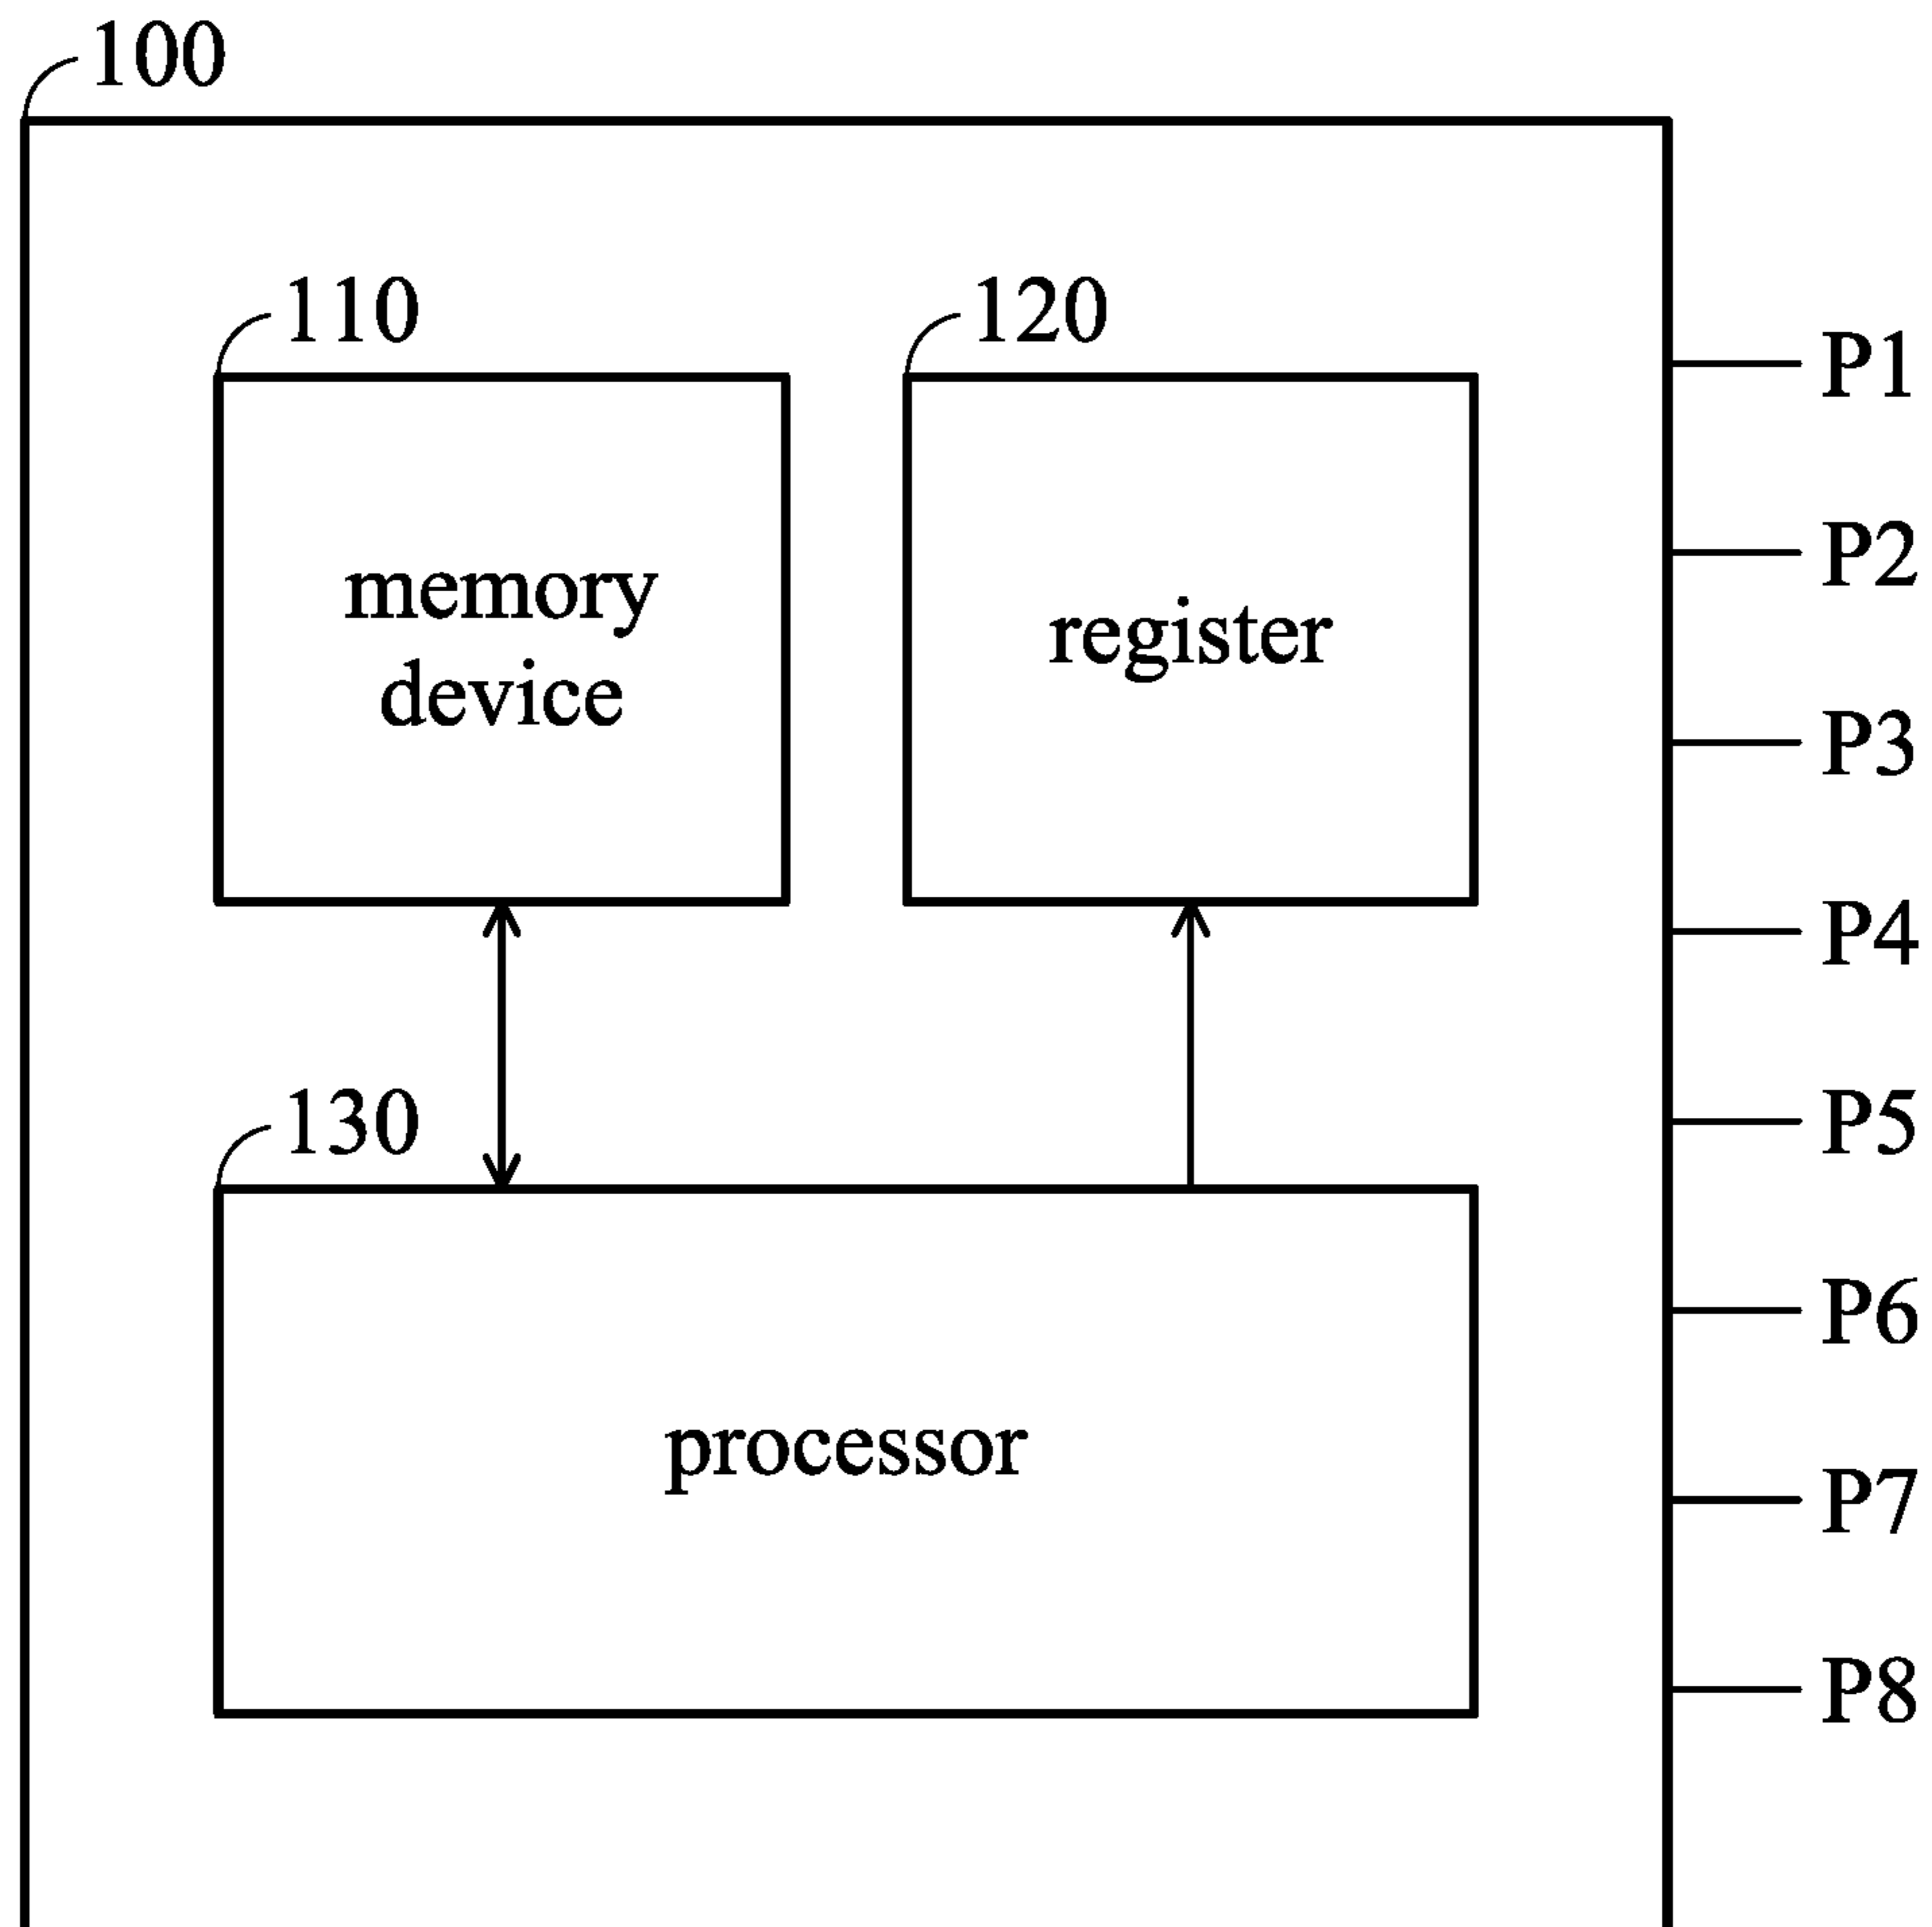 100
110
120
P1
P2
memory
device
register
P3
P4
130
P5
P6
processor
P7
P8